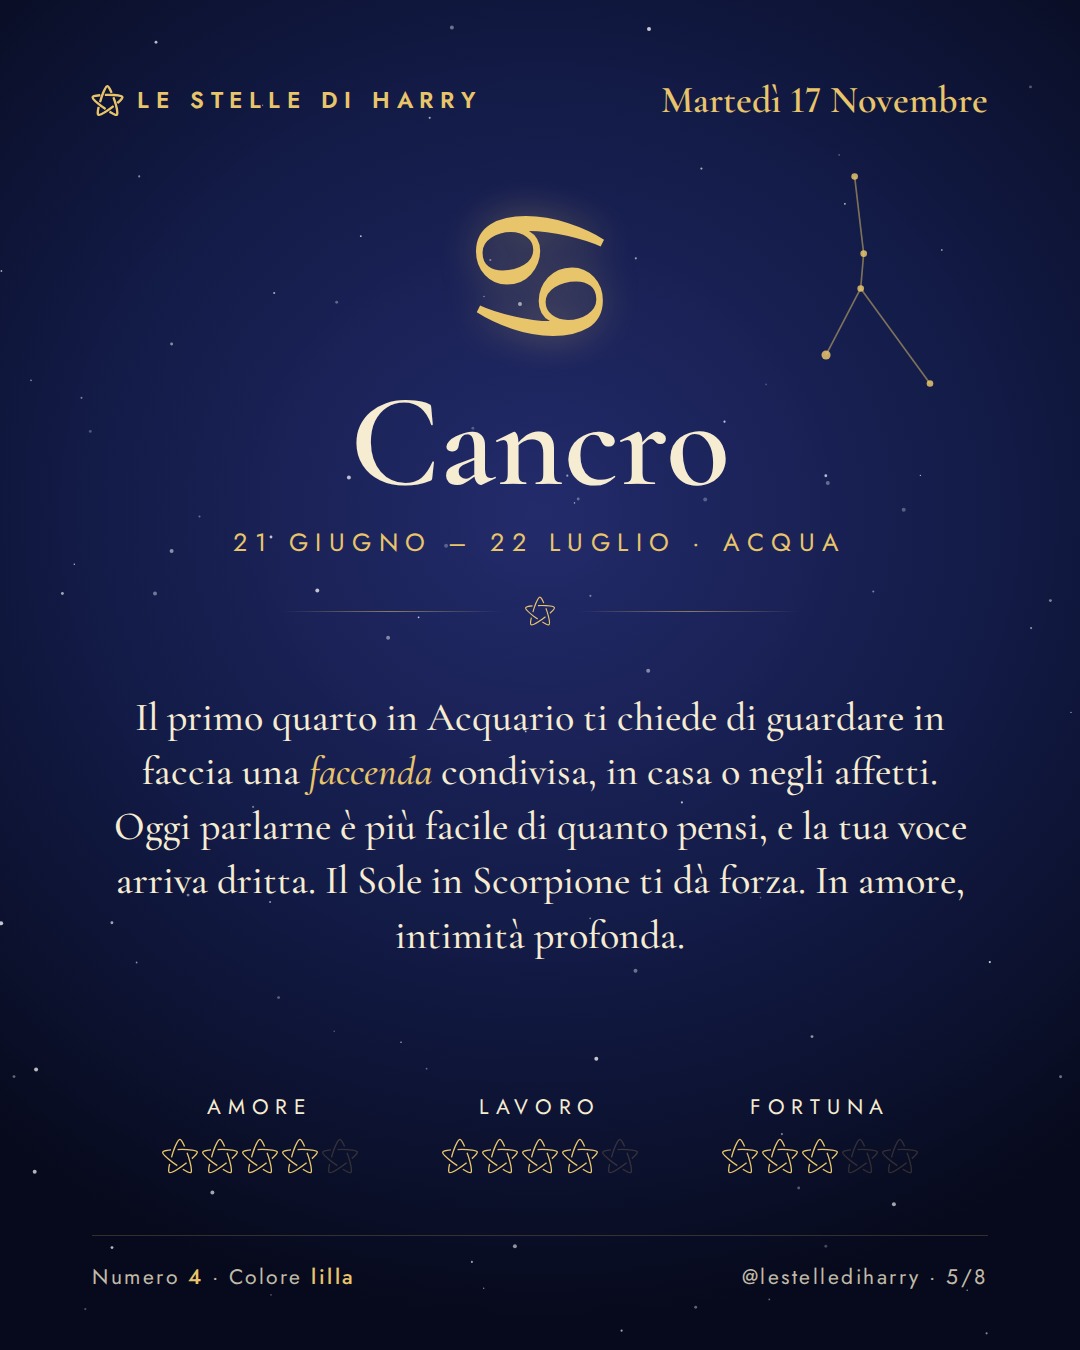 LE STELLE DI HARRY
Martedì 17 Novembre
♋
Cancro
21 GIUGNO — 22 LUGLIO · ACQUA
Il primo quarto in Acquario ti chiede di guardare in
faccia una faccenda condivisa, in casa o negli affetti.
Oggi parlarne è più facile di quanto pensi, e la tua voce
arriva dritta. Il Sole in Scorpione ti dà forza. In amore,
intimità profonda.
AMORE
LAVORO
FORTUNA
Numero 4 · Colore lilla
@lestellediharry · 5/8